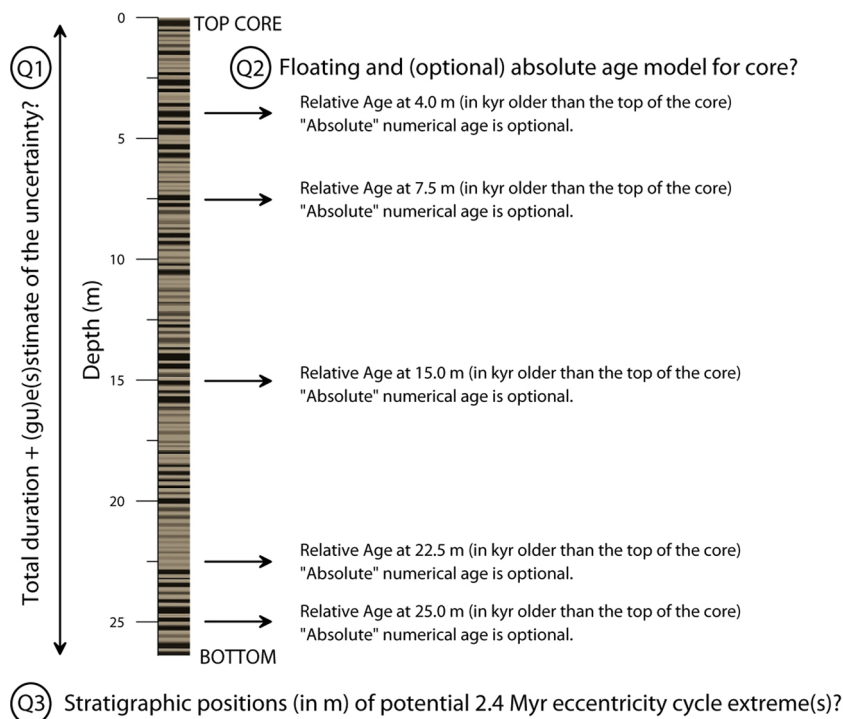 0
TOP CORE
Q1
Q2 Floating and (optional) absolute age model for core?
Total duration + (gu)e(s)stimate of the uncertainty?
Relative Age at 4.0 m (in kyr older than the top of the core)
"Absolute" numerical age is optional.
5
Relative Age at 7.5 m (in kyr older than the top of the core)
"Absolute" numerical age is optional.
10
Depth (m)
Relative Age at 15.0 m (in kyr older than the top of the core)
15
"Absolute" numerical age is optional.
20
Relative Age at 22.5 m (in kyr older than the top of the core)
"Absolute" numerical age is optional.
Relative Age at 25.0 m (in kyr older than the top of the core)
25
"Absolute" numerical age is optional.
BOTTOM
Q3 Stratigraphic positions (in m) of potential 2.4 Myr eccentricity cycle extreme(s)?